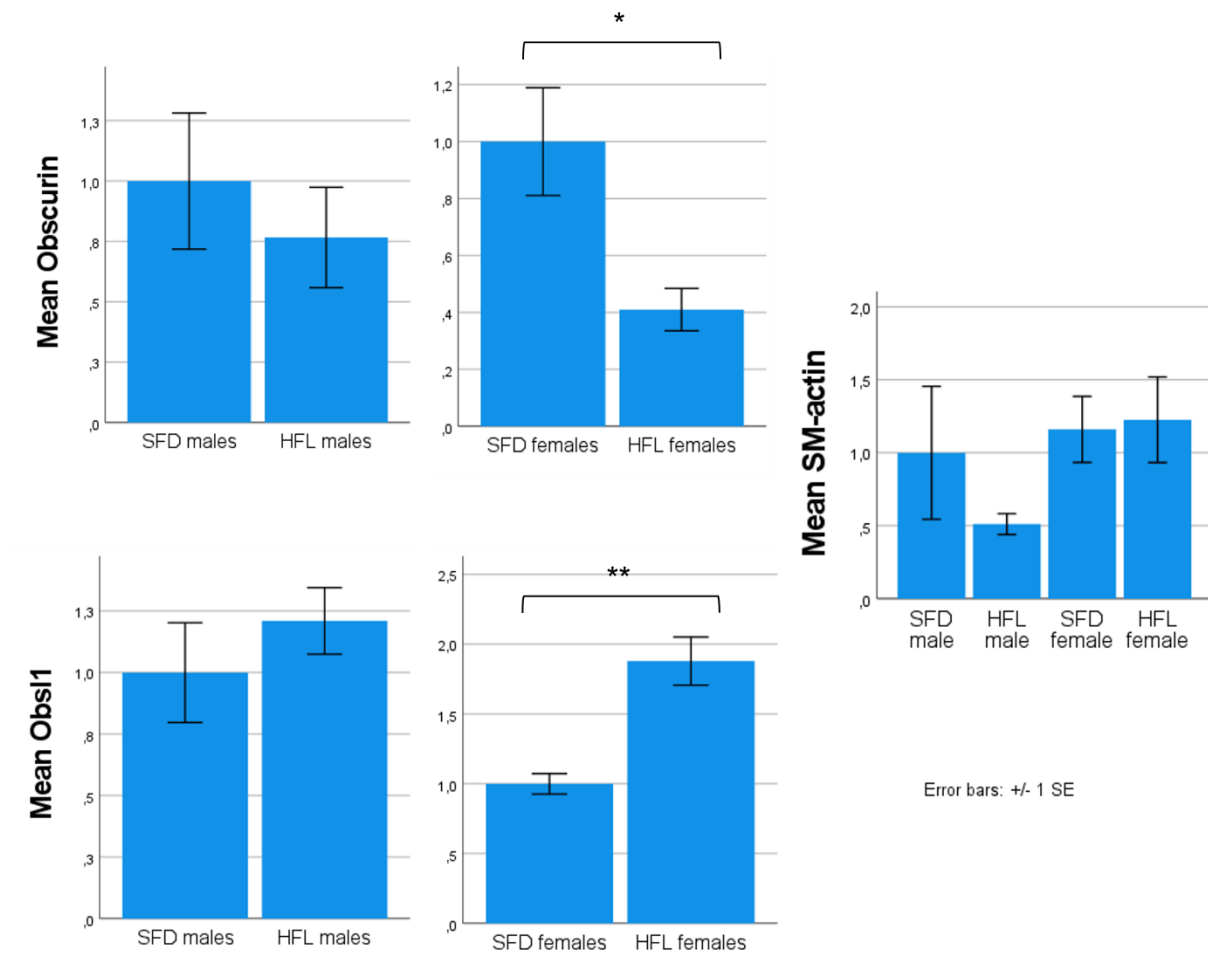 *
Mean Obscurin
1,3
1,0
,8
,5
,3
,0
SFD males HFL males
1,2
1,0
,8
,6
,4
,2
,0
SFD females HFL females
Mean SM-actin
2,0
1,5
1,0
,5
,0
SFD male
HFL male
SFD female
HFL female
Mean Obsl1
1,3
1,0
,8
,5
,3
,0
SFD males HFL males
**
2,5
2,0
1,5
1,0
,5
,0
SFD females HFL females
Error bars: +/- 1 SE